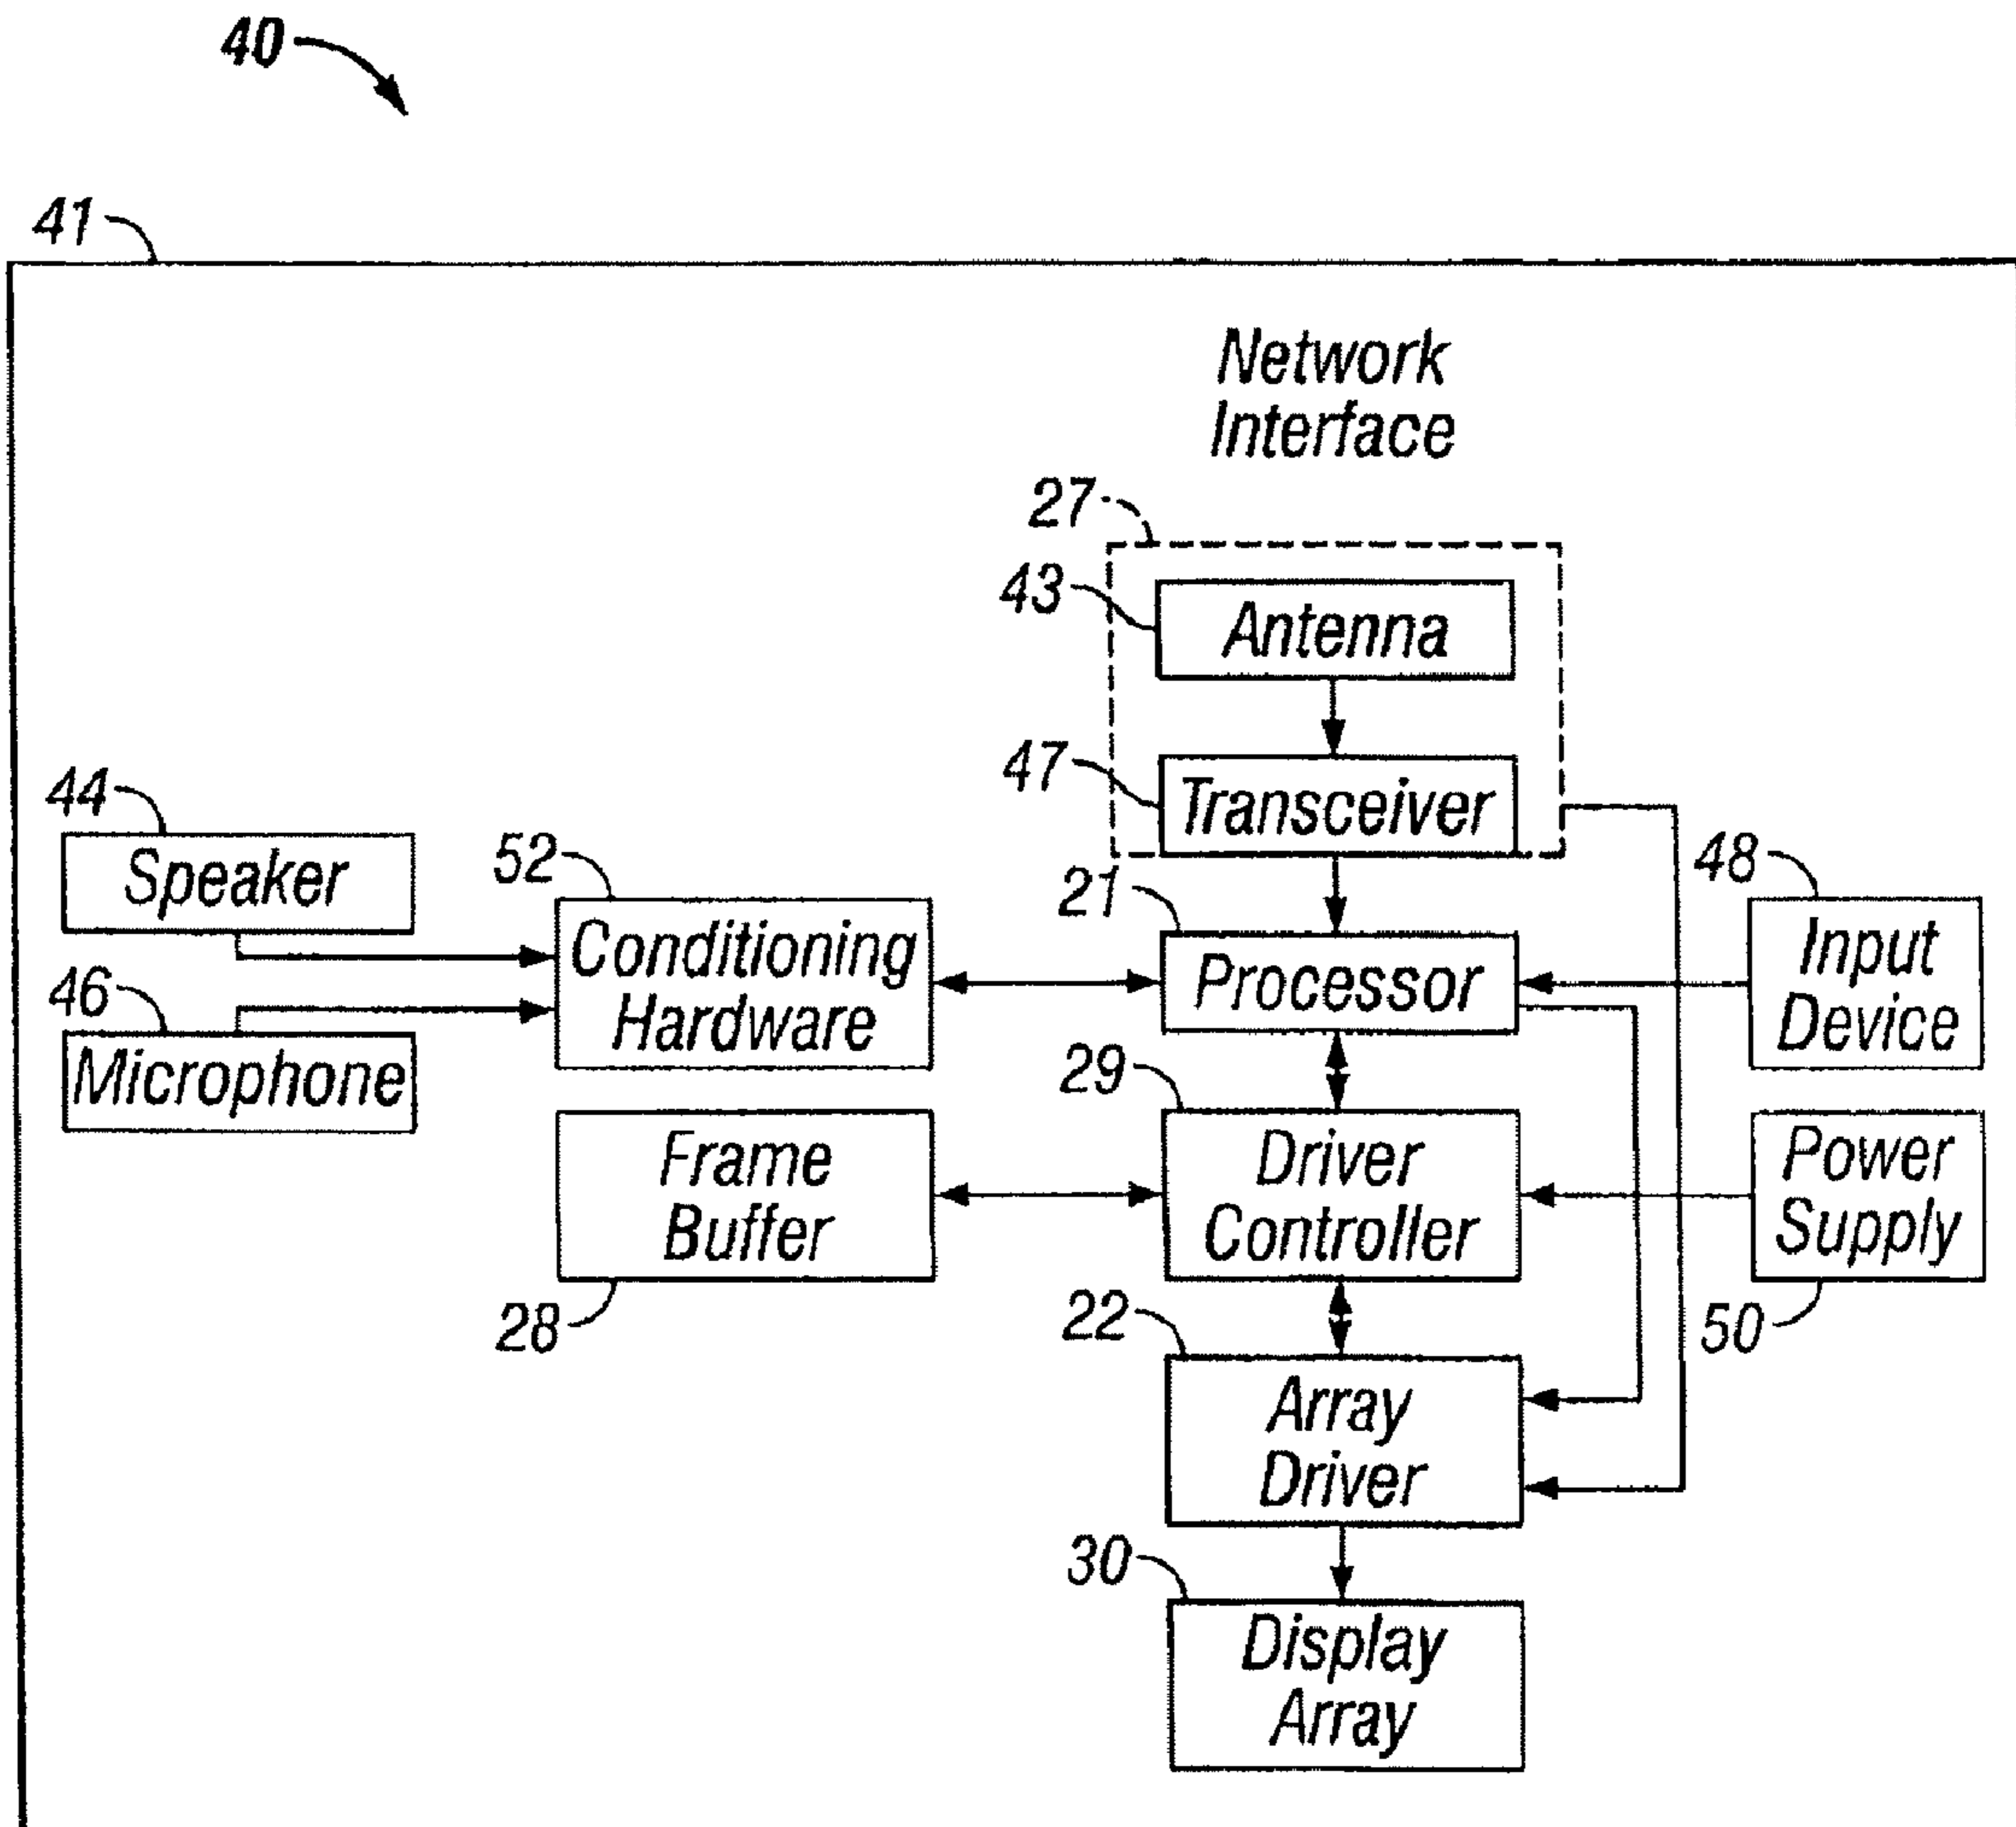 40
41
Network
Interface
27
43
Antenna
47
Transceiver
44
Speaker
52
Conditioning
Hardware
21
Processor
48
Input
Device
46
Microphone
29
Frame
Buffer
28
Driver
Controller
Power
Supply
50
22
Array
Driver
30
Display
Array